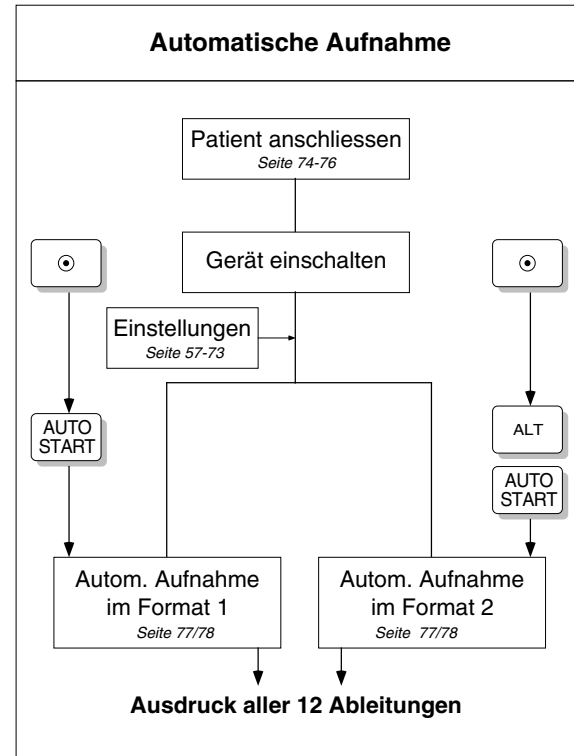 Automatische Aufnahme
Patient anschliessen
Seite 74-76
Gerät einschalten
Einstellungen
Seite 57-73
AUTO
START
ALT
AUTO
START
Autom. Aufnahme
im Format 1
Seite 77/78
Autom. Aufnahme
im Format 2
Seite 77/78
Ausdruck aller 12 Ableitungen